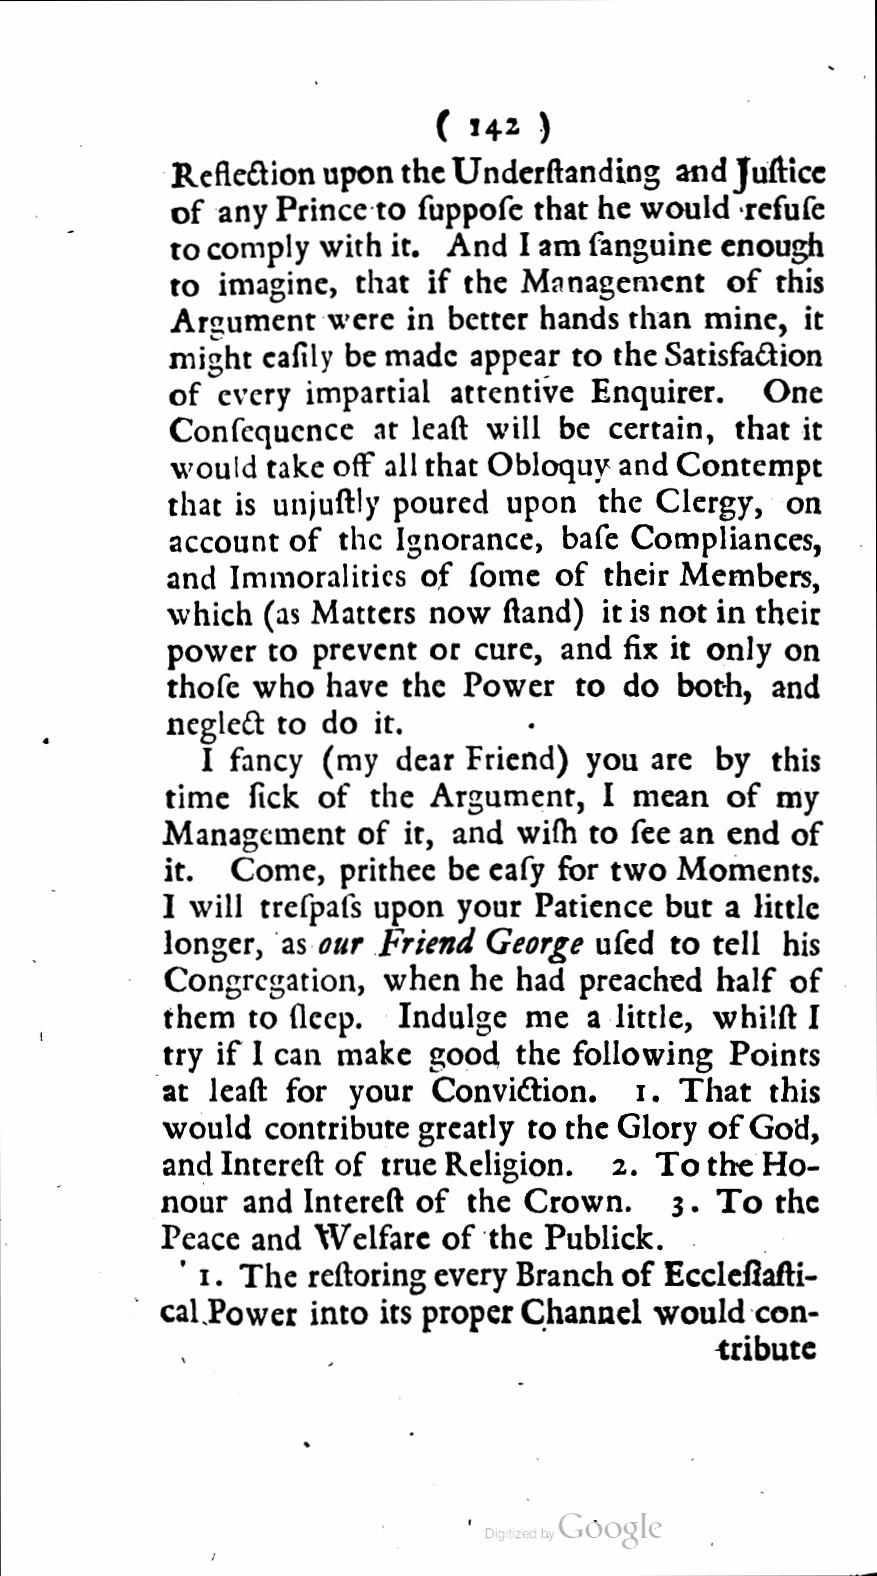 ( 142 )
Reflection upon the Underſtanding and Juſtice
of any Prince to ſuppoſe that he would refuſe
to comply with it. And I am ſanguine enough
to imagine, that if the Management of this
Argument were in better hands than mine, it
might eaſily be made appear to the Satisfaction
of every impartial attentive Enquirer. One
Conſequence at leaſt will be certain, that it
would take off all that Obloquy and Contempt
that is unjuſtly poured upon the Clergy, on
account of the Ignorance, baſe Compliances,
and Immoralities of ſome of their Members,
which (as Matters now ſtand) it is not in their
power to prevent or cure, and fix it only on
thoſe who have the Power to do both, and
neglect to do it.
I fancy (my dear Friend) you are by this
time ſick of the Argument, I mean of my
Management of it, and wiſh to ſee an end of
it. Come, prithee be eaſy for two Moments.
I will treſpaſs upon your Patience but a little
longer, as our Friend George uſed to tell his
Congregation, when he had preached half of
them to ſleep. Indulge me a little, whilſt I
try if I can make good the following Points
at leaſt for your Conviction. 1. That this
would contribute greatly to the Glory of God,
and Intereſt of true Religion. 2. To the Ho-
nour and Intereſt of the Crown. 3. To the
Peace and Welfare of the Publick.
1. The reſtoring every Branch of Eccleſiaſti-
cal Power into its proper Channel would con-
tribute
Digitized by Google